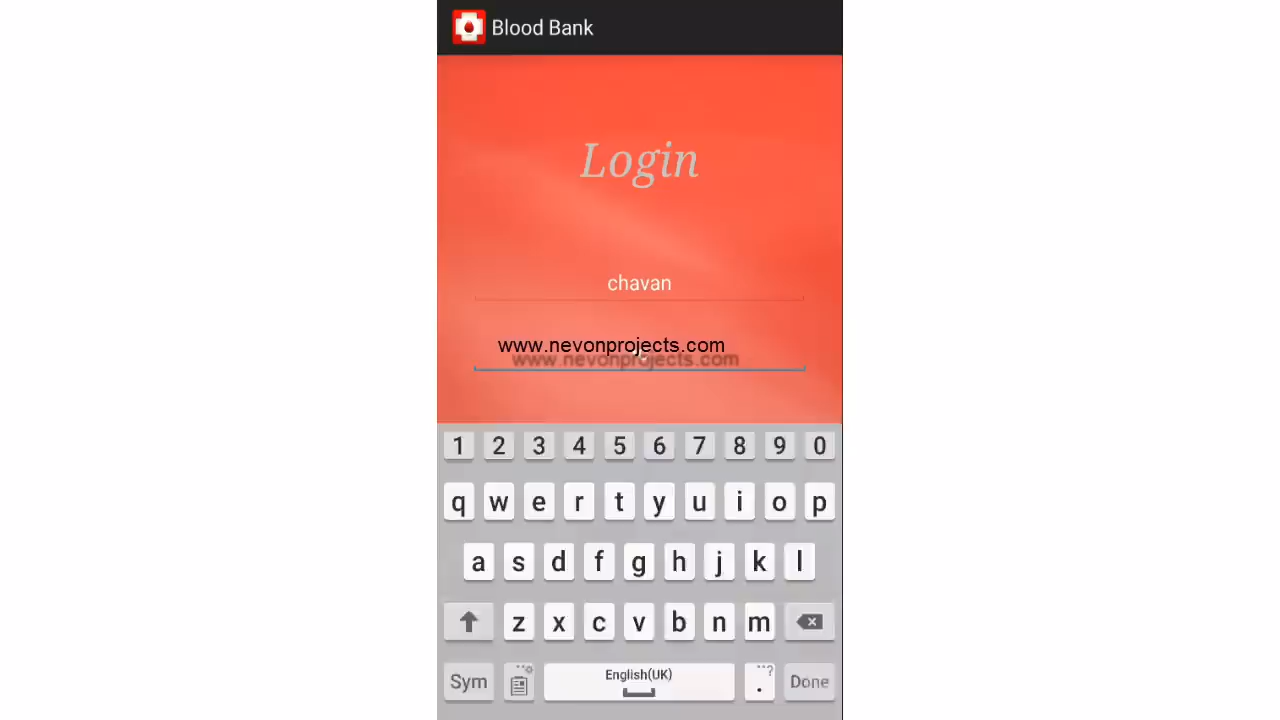 Blood Bank
Login
chavan
www.nevonprojects.com
www.nevonprojects.com
1 2 3 4 5 6 7 8 9 0
q w e r t y u i o p
a s d f g h j k l
z x c v b n m
Sym English(UK) . ? Done